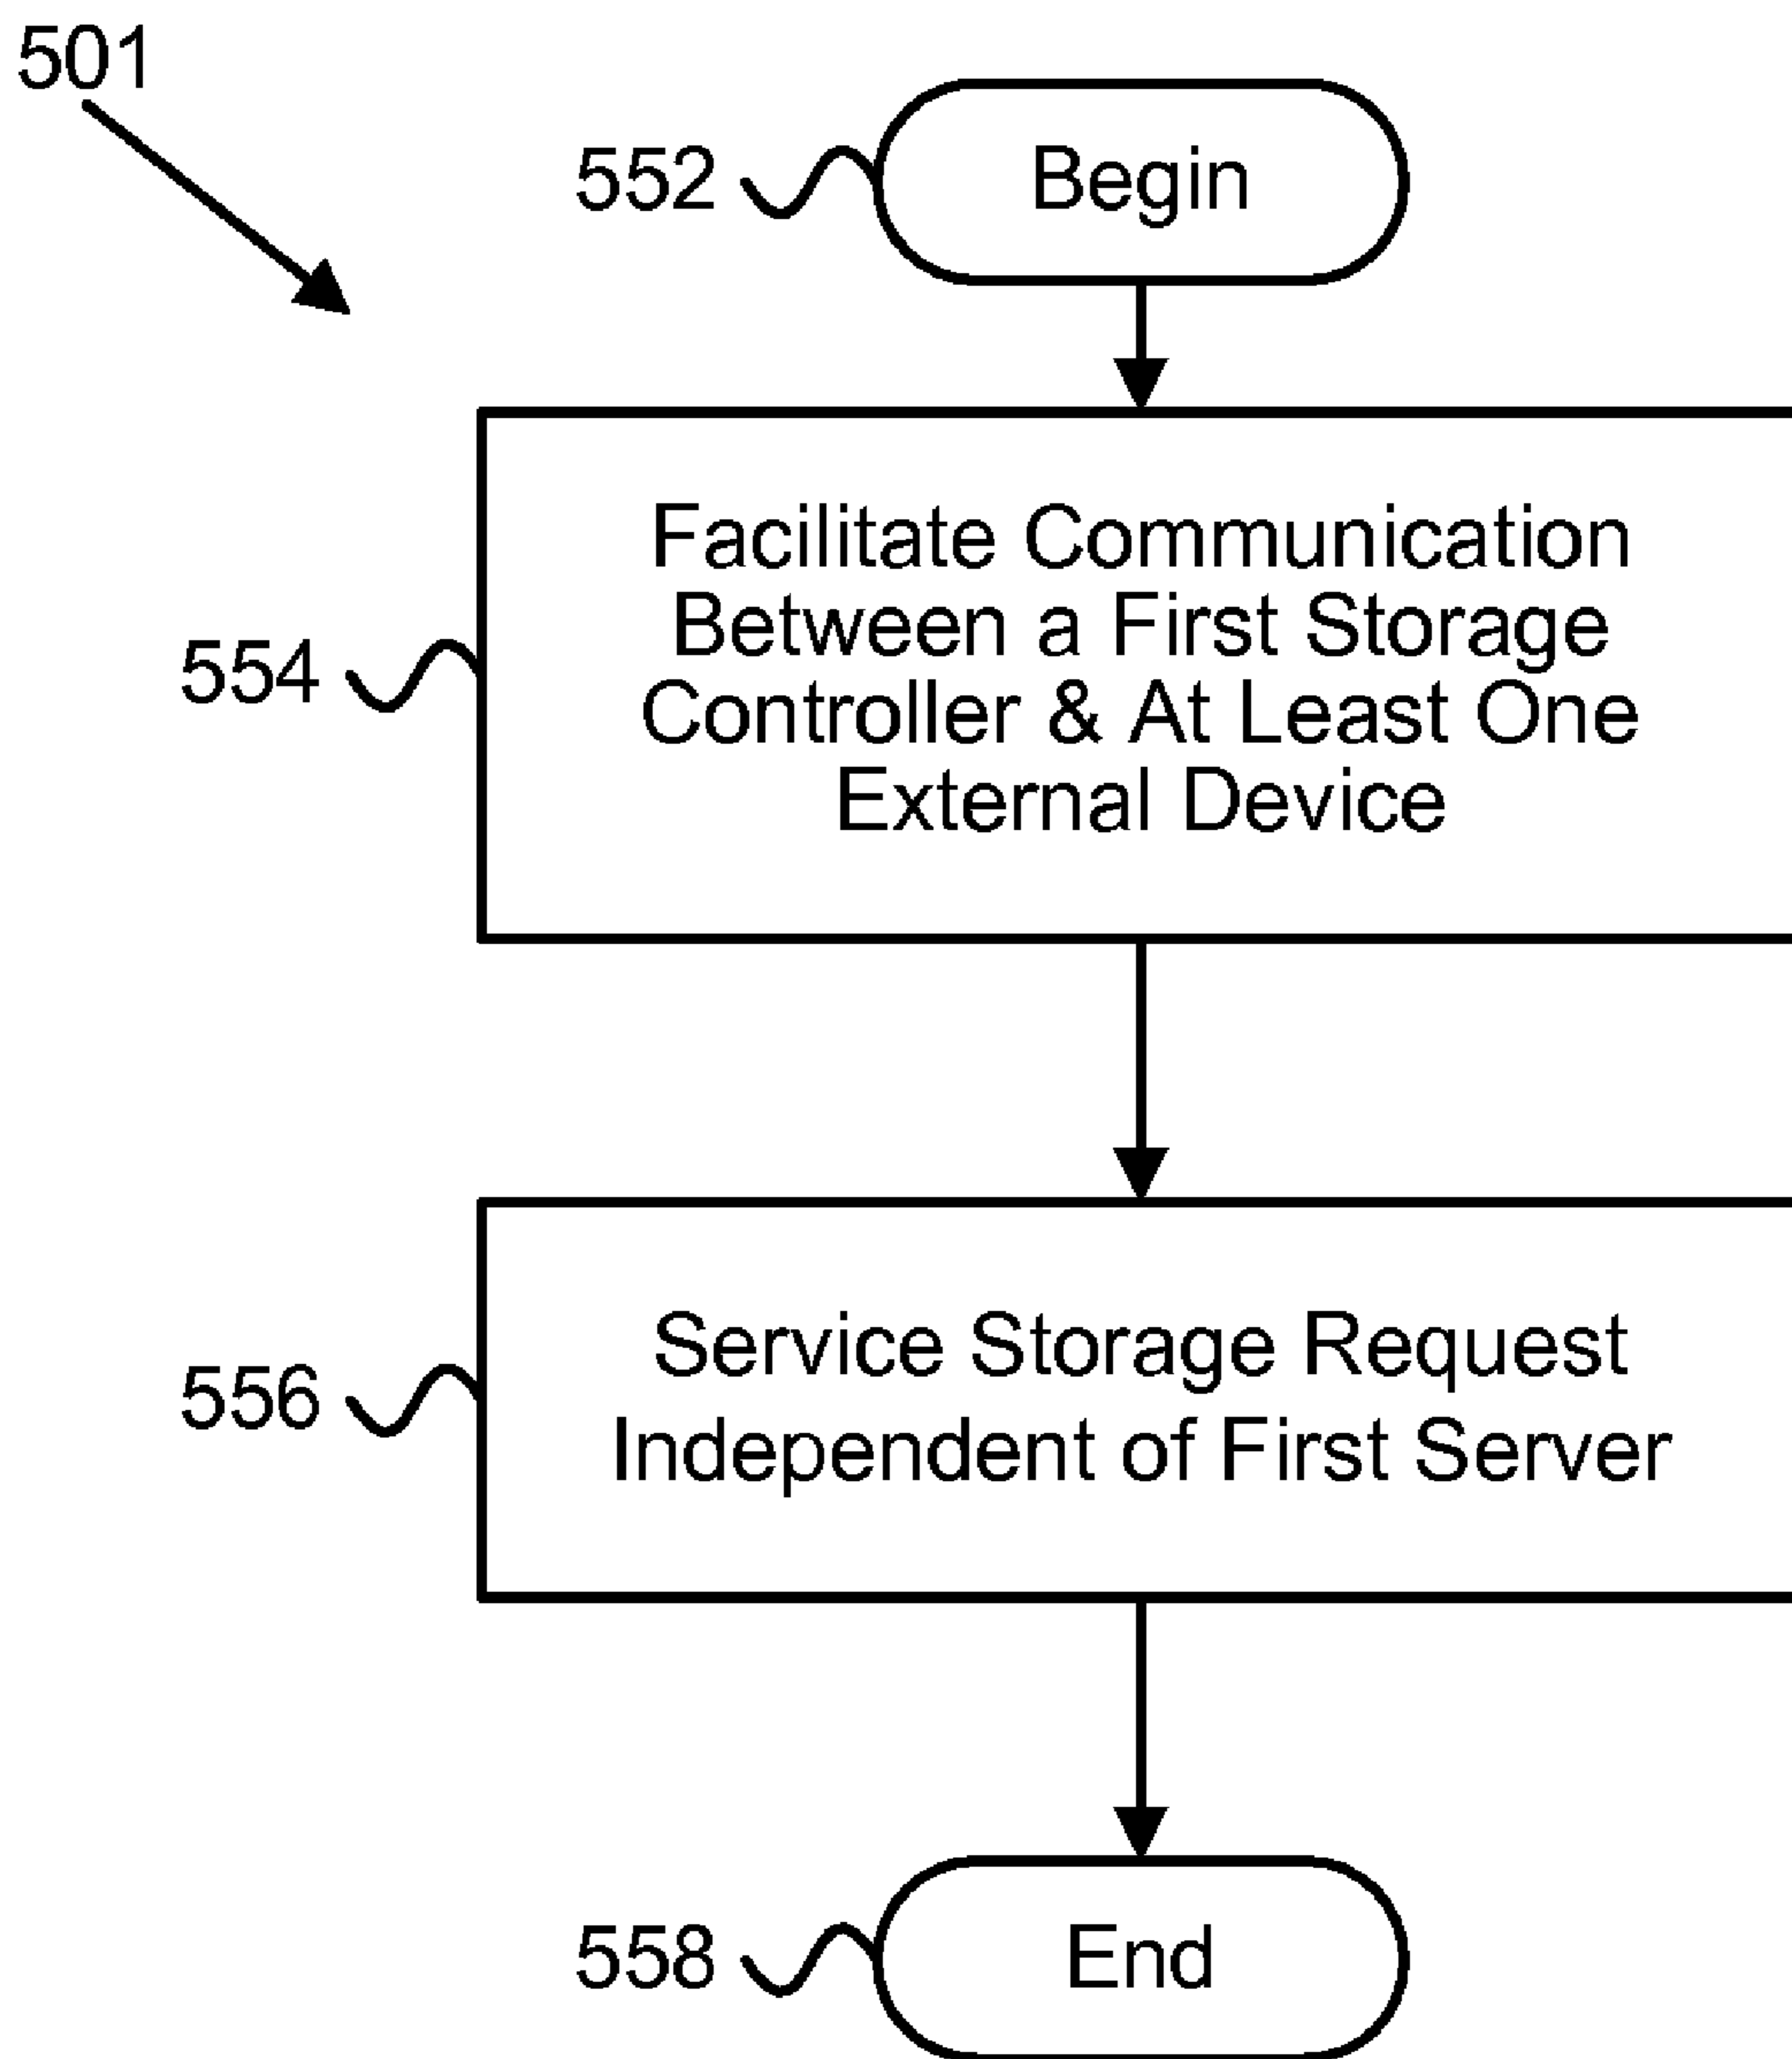 501
552
Begin
554
Facilitate Communication
Between a First Storage
Controller & At Least One
External Device
556
Service Storage Request
Independent of First Server
558
End